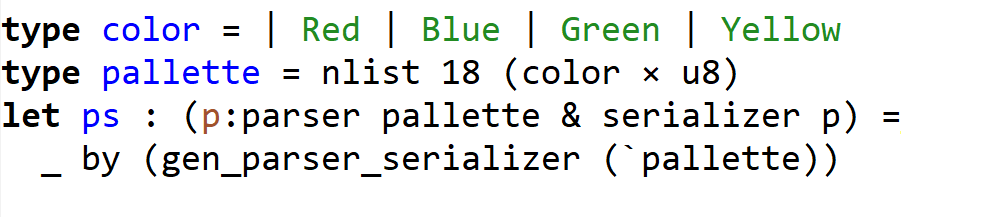 type color = | Red | Blue | Green | Yellow
type pallette = nlist 18 (color × u8)
let ps : (p:parser pallette & serializer p) =
  _ by (gen_parser_serializer (`pallette))